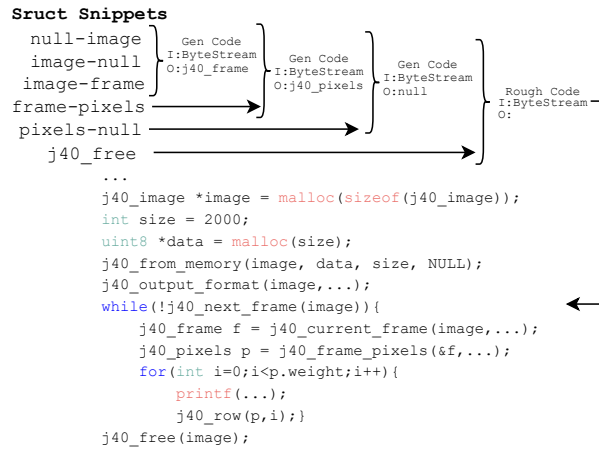 Sruct Snippets
null-image
image-null
image-frame
frame-pixels
pixels-null
j40_free
Gen Code
I:ByteStream
O:j40_frame
Gen Code
I:ByteStream
O:j40_pixels
Gen Code
I:ByteStream
O:null
Rough Code
I:ByteStream
O:
...
j40_image *image = malloc(sizeof(j40_image));
int size = 2000;
uint8 *data = malloc(size);
j40_from_memory(image, data, size, NULL);
j40_output_format(image,...);
while(!j40_next_frame(image)){
j40_frame f = j40_current_frame(image,...);
j40_pixels p = j40_frame_pixels(&f,...);
for(int i=0;i<p.weight;i++){
printf(...);
j40_row(p,i);}
j40_free(image);